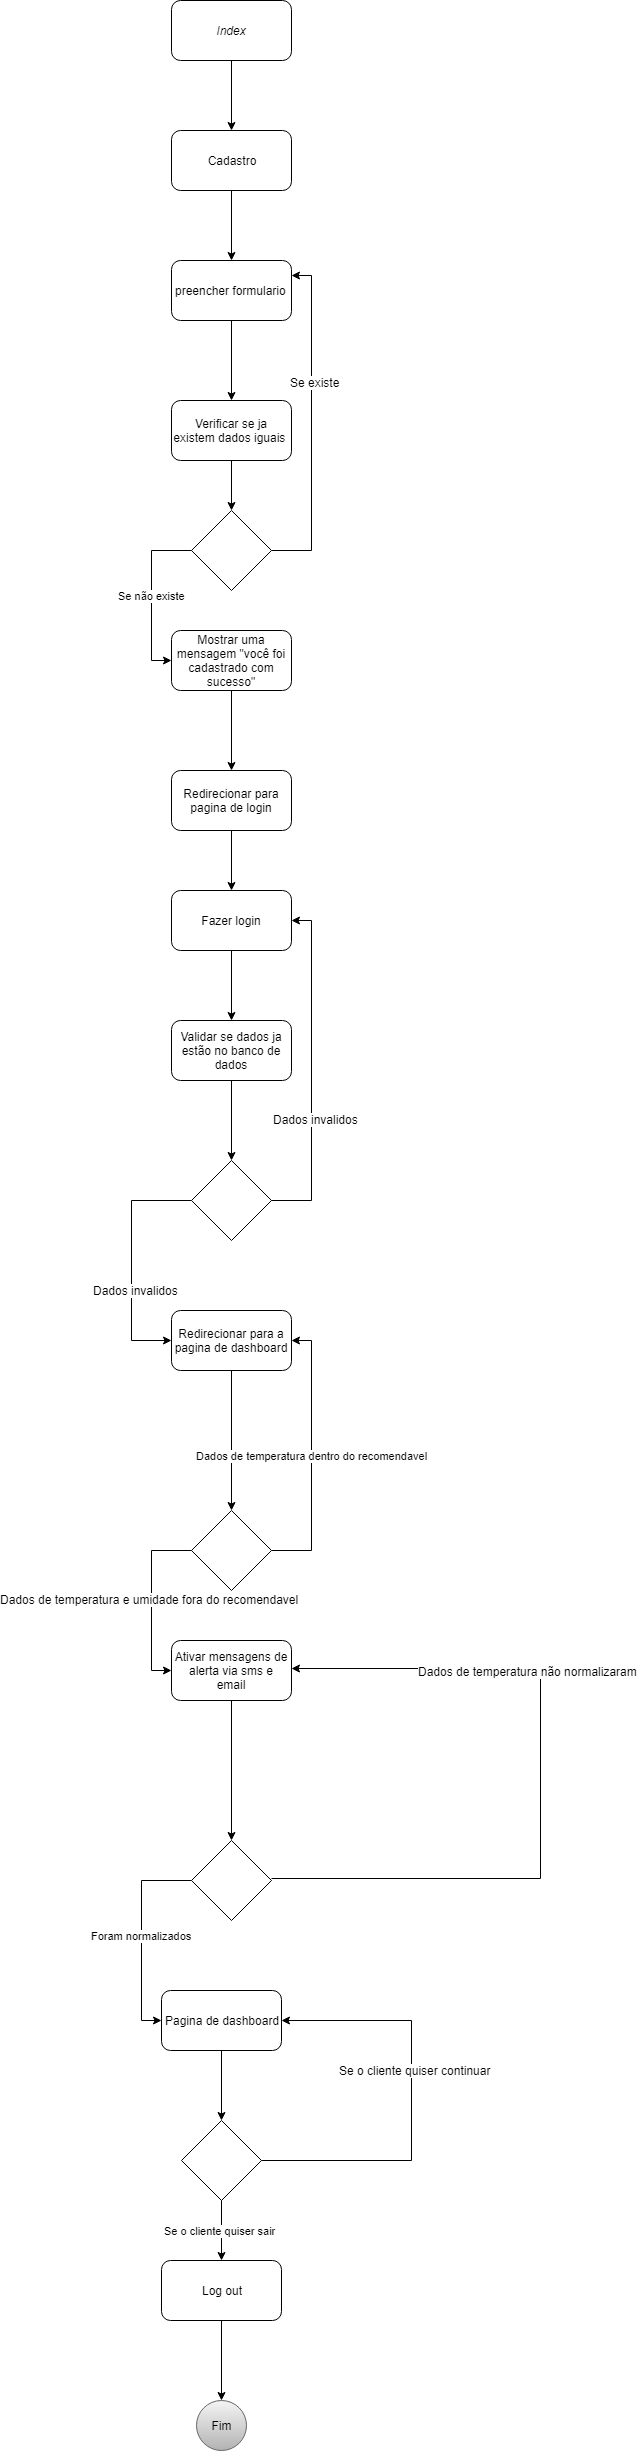 Index
Cadastro
preencher formulario
Se existe
Verificar se ja
existem dados iguais
Se não existe
Mostrar uma
mensagem "você foi
cadastrado com
sucesso"
Redirecionar para
pagina de login
Fazer login
Validar se dados ja
estão no banco de
dados
Dados invalidos
Dados invalidos
Redirecionar para a
pagina de dashboard
Dados de temperatura dentro do recomendavel
Dados de temperatura e umidade fora do recomendavel
Ativar mensagens de
alerta via sms e
email
Dados de temperatura não normalizaram
Foram normalizados
Pagina de dashboard
Se o cliente quiser continuar
Se o cliente quiser sair
Log out
Fim